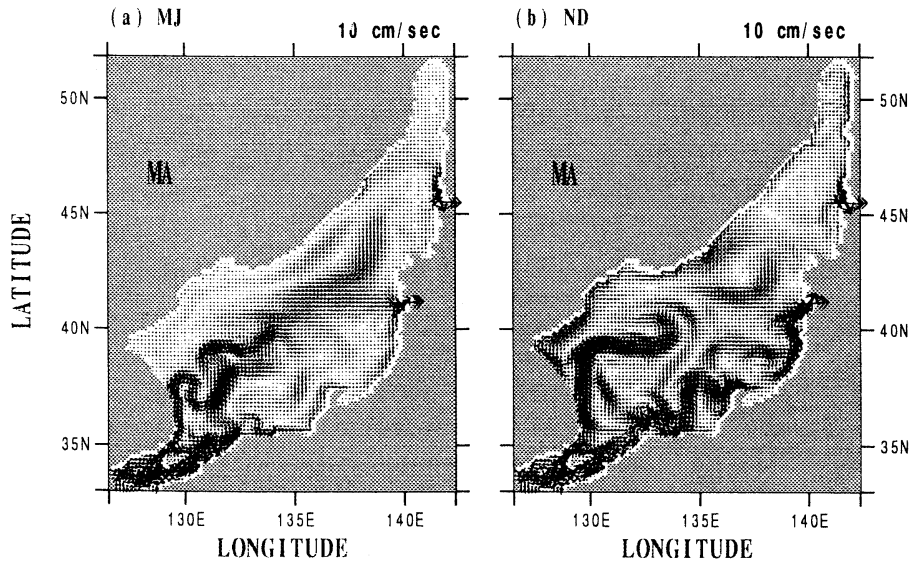 (a) MJ
10 cm/sec
(b) ND
10 cm/sec
50N
45N
40N
35N
LATITUDE
MA
130E 135E 140E
LONGITUDE
MA
50N
45N
40N
35N
130E 135E 140E
LONGITUDE